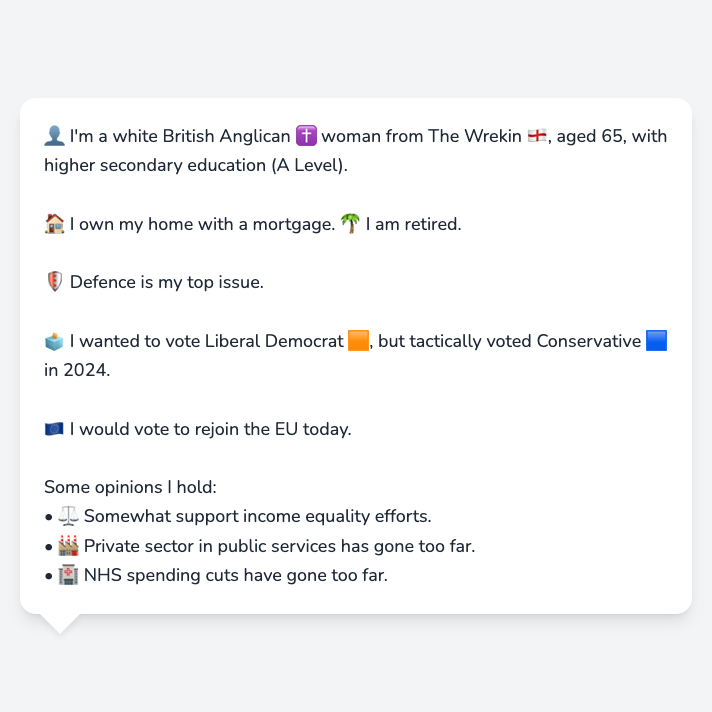 👤 I'm a white British Anglican ✝️ woman from The Wrekin 🏴󠁧󠁢󠁥󠁮󠁧󠁿, aged 65, with
higher secondary education (A Level).
🏠 I own my home with a mortgage. 🌴 I am retired.
🛡️ Defence is my top issue.
🗳️ I wanted to vote Liberal Democrat 🟧, but tactically voted Conservative 🟦
in 2024.
🇪🇺 I would vote to rejoin the EU today.
Some opinions I hold:
• ⚖️ Somewhat support income equality efforts.
• 🏭 Private sector in public services has gone too far.
• 🏥 NHS spending cuts have gone too far.